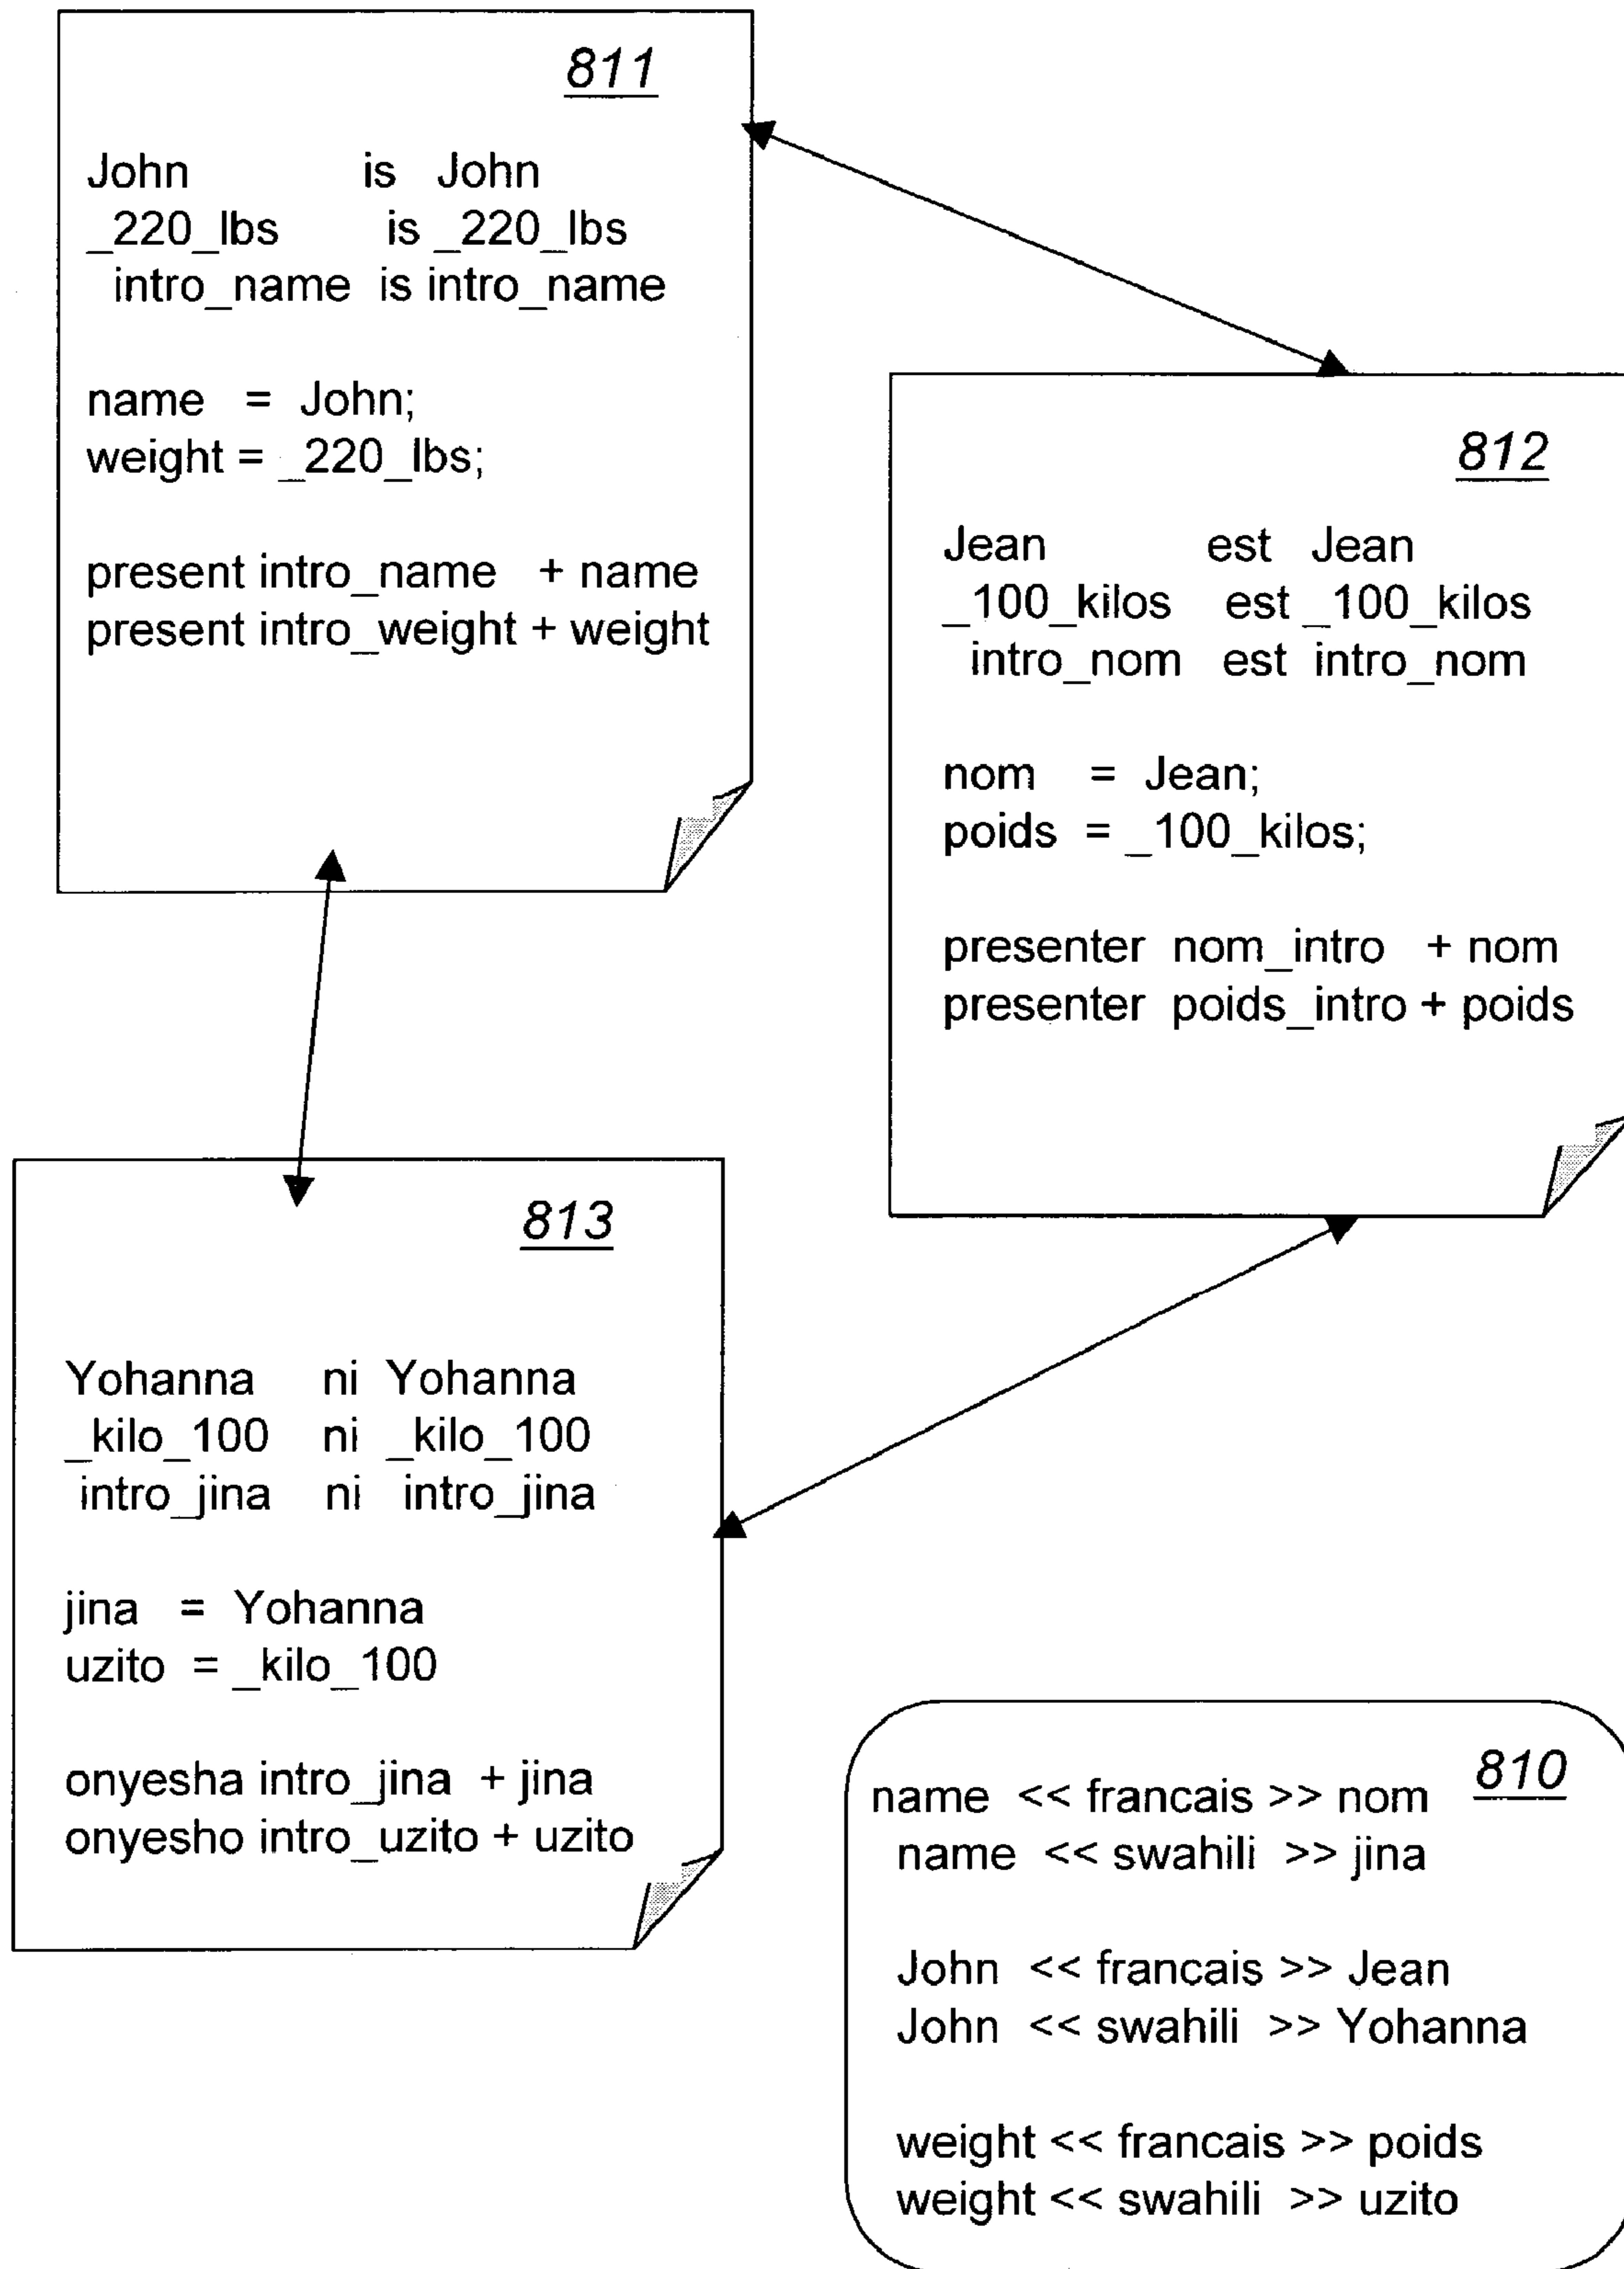 811
John is John
_220_lbs is _220_lbs
intro_name is intro_name
name = John;
weight = _220_lbs;
present intro_name + name
present intro_weight + weight
812
Jean est Jean
_100_kilos est _100_kilos
intro_nom est intro_nom
nom = Jean;
poids = _100_kilos;
presenter nom_intro + nom
presenter poids_intro + poids
813
Yohanna ni Yohanna
_kilo_100 ni _kilo_100
intro_jina ni intro_jina
jina = Yohanna
uzito = _kilo_100
onyesha intro_jina + jina
onyesho intro_uzito + uzito
810
name << francais >> nom
name << swahili >> jina
John << francais >> Jean
John << swahili >> Yohanna
weight << francais >> poids
weight << swahili >> uzito